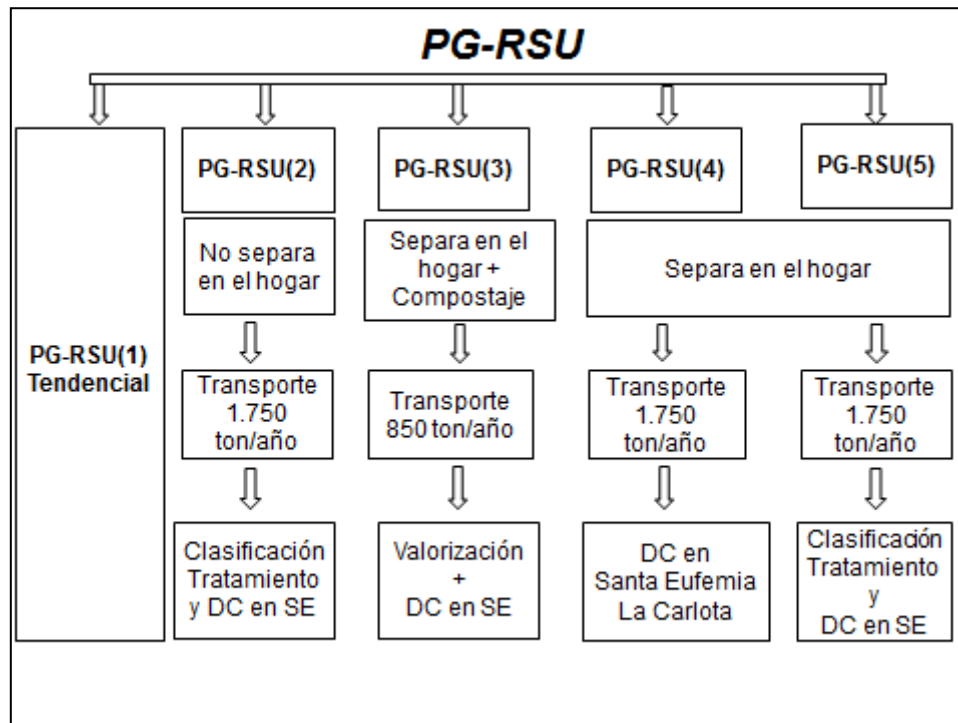 PG-RSU
PG-RSU(1)
Tendencial
PG-RSU(2)
No separa
en el hogar
Transporte
1.750
ton/año
Clasificación
Tratamiento
y DC en SE
PG-RSU(3)
Separa en el
hogar +
Compostaje
Transporte
850 ton/año
Valorización
+
DC en SE
PG-RSU(4)
PG-RSU(5)
Separa en el hogar
Transporte
1.750
ton/año
DC en
Santa Eufemia
La Carlota
Transporte
1.750
ton/año
Clasificación
Tratamiento
y
DC en SE